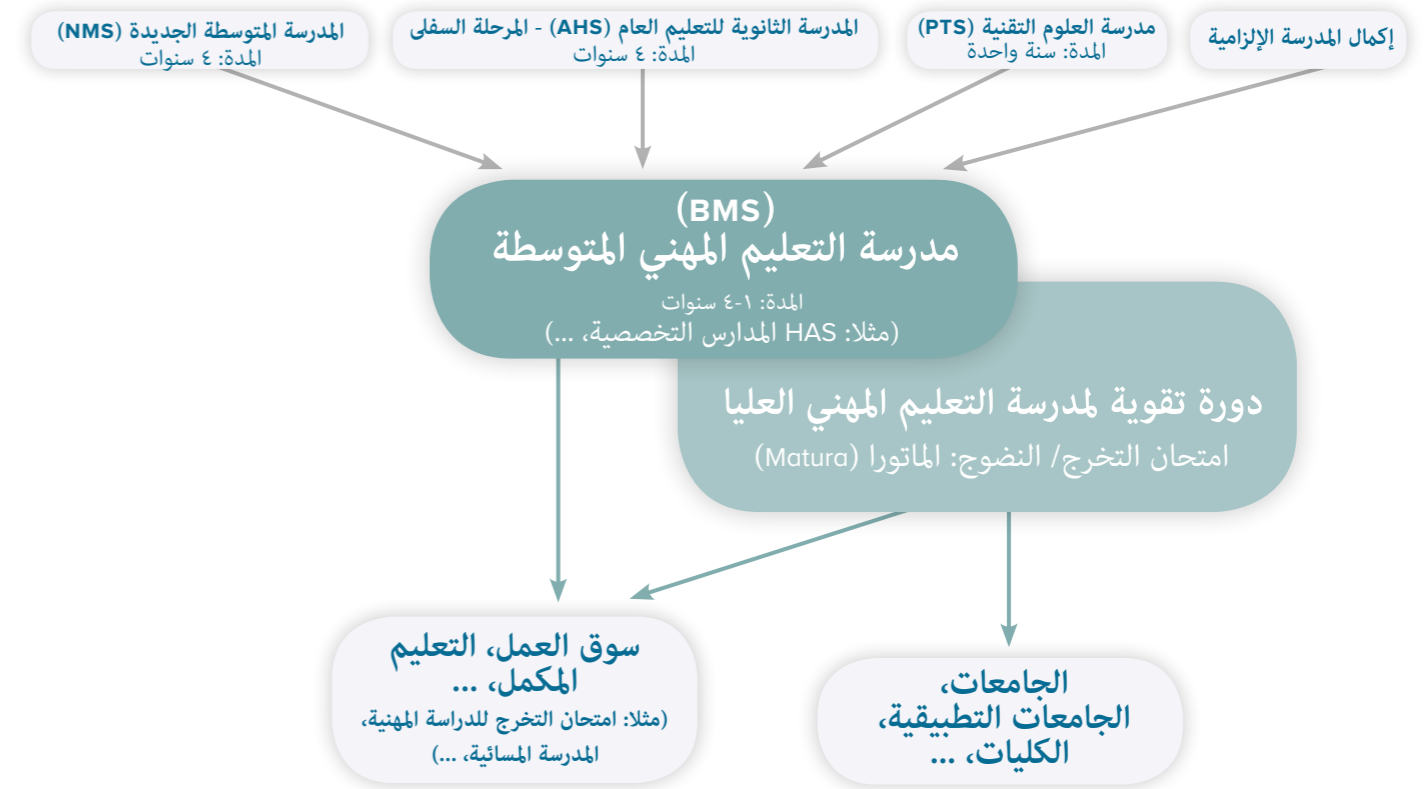 إكمال المدرسة الإلزامية
مدرسة العلوم التقنية (PTS)
المدة: سنة واحدة
المدرسة الثانوية للتعليم العام (AHS) - المرحلة السفلى
المدة: ٤ سنوات
المدرسة المتوسطة الجديدة (NMS)
المدة: ٤ سنوات
(BMS)
مدرسة التعليم المهني المتوسطة
المدة: ١-٤ سنوات
(مثلا: HAS المدارس التخصصية، ...)
دورة تقوية لمدرسة التعليم المهني العليا
امتحان التخرج/ النضوج: الماتورا (Matura)
سوق العمل، التعليم
المكمل، ...
(مثلا: امتحان التخرج للدراسة المهنية،
المدرسة المسائية، ...)
الجامعات،
الجامعات التطبيقية،
الكليات، ...